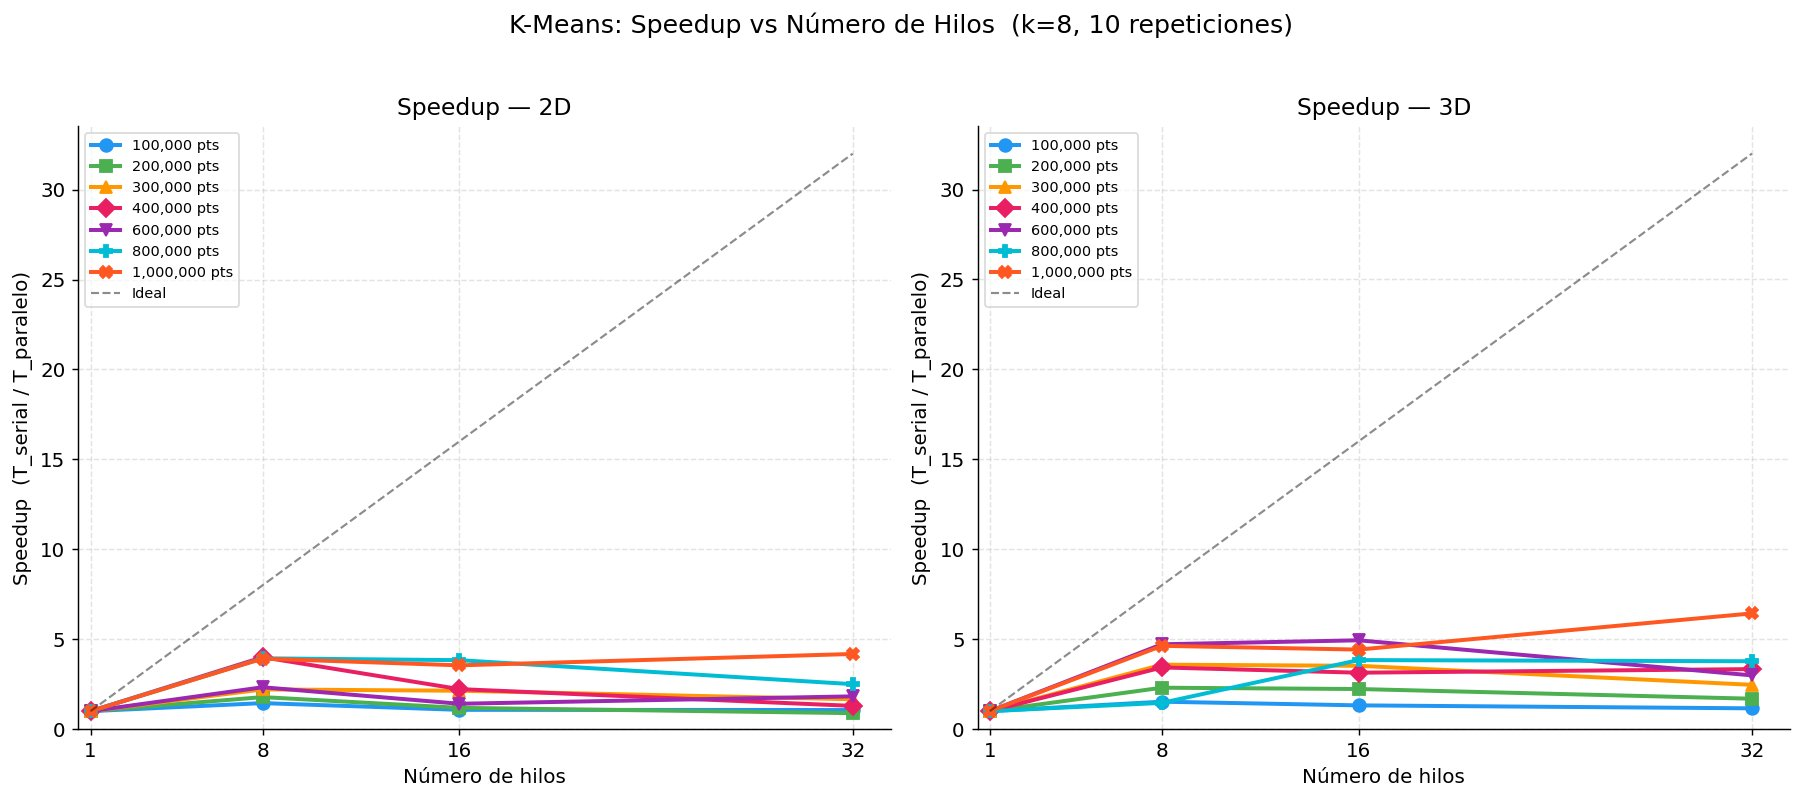 K-Means: Speedup vs Número de Hilos  (k=8, 10 repeticiones)
Speedup — 2D
100,000 pts
200,000 pts
300,000 pts
400,000 pts
600,000 pts
800,000 pts
1,000,000 pts
Ideal
Speedup  (T_serial / T_paralelo)
30
25
20
15
10
5
0
1 8 16 32
Número de hilos
Speedup — 3D
100,000 pts
200,000 pts
300,000 pts
400,000 pts
600,000 pts
800,000 pts
1,000,000 pts
Ideal
Speedup  (T_serial / T_paralelo)
30
25
20
15
10
5
0
1 8 16 32
Número de hilos